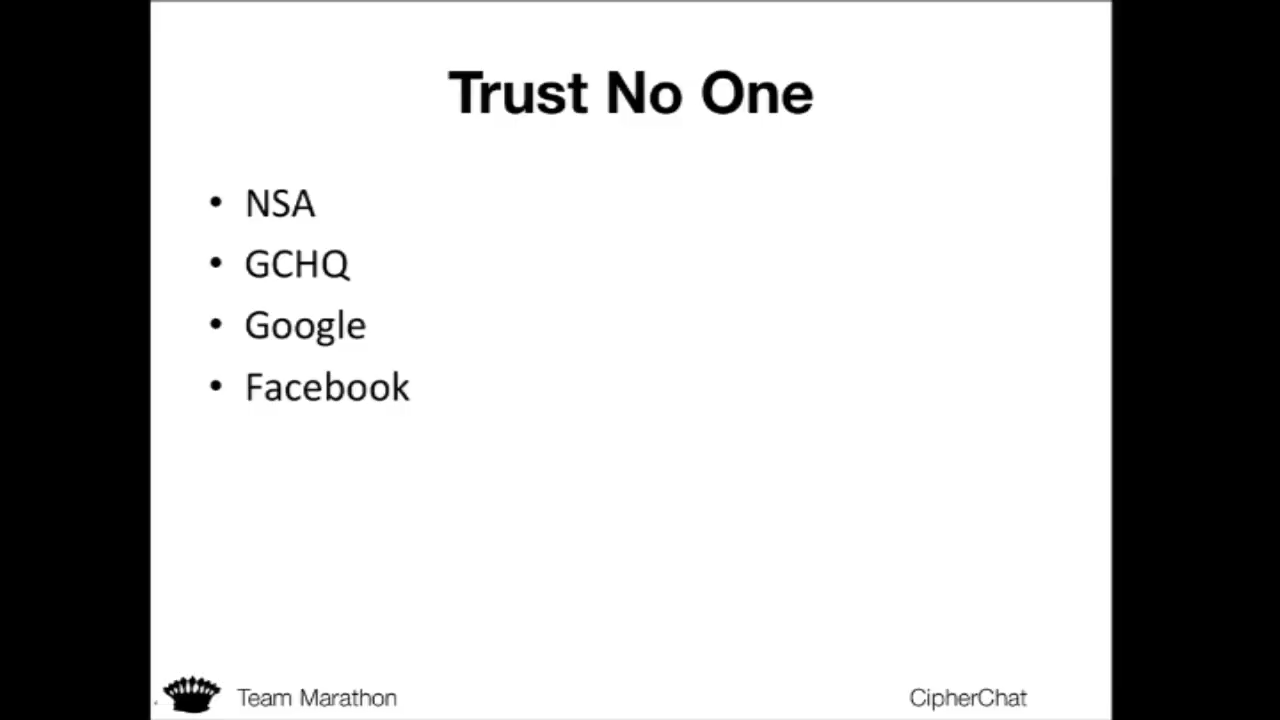 Trust No One
• NSA
• GCHQ
• Google
• Facebook
Team Marathon
CipherChat